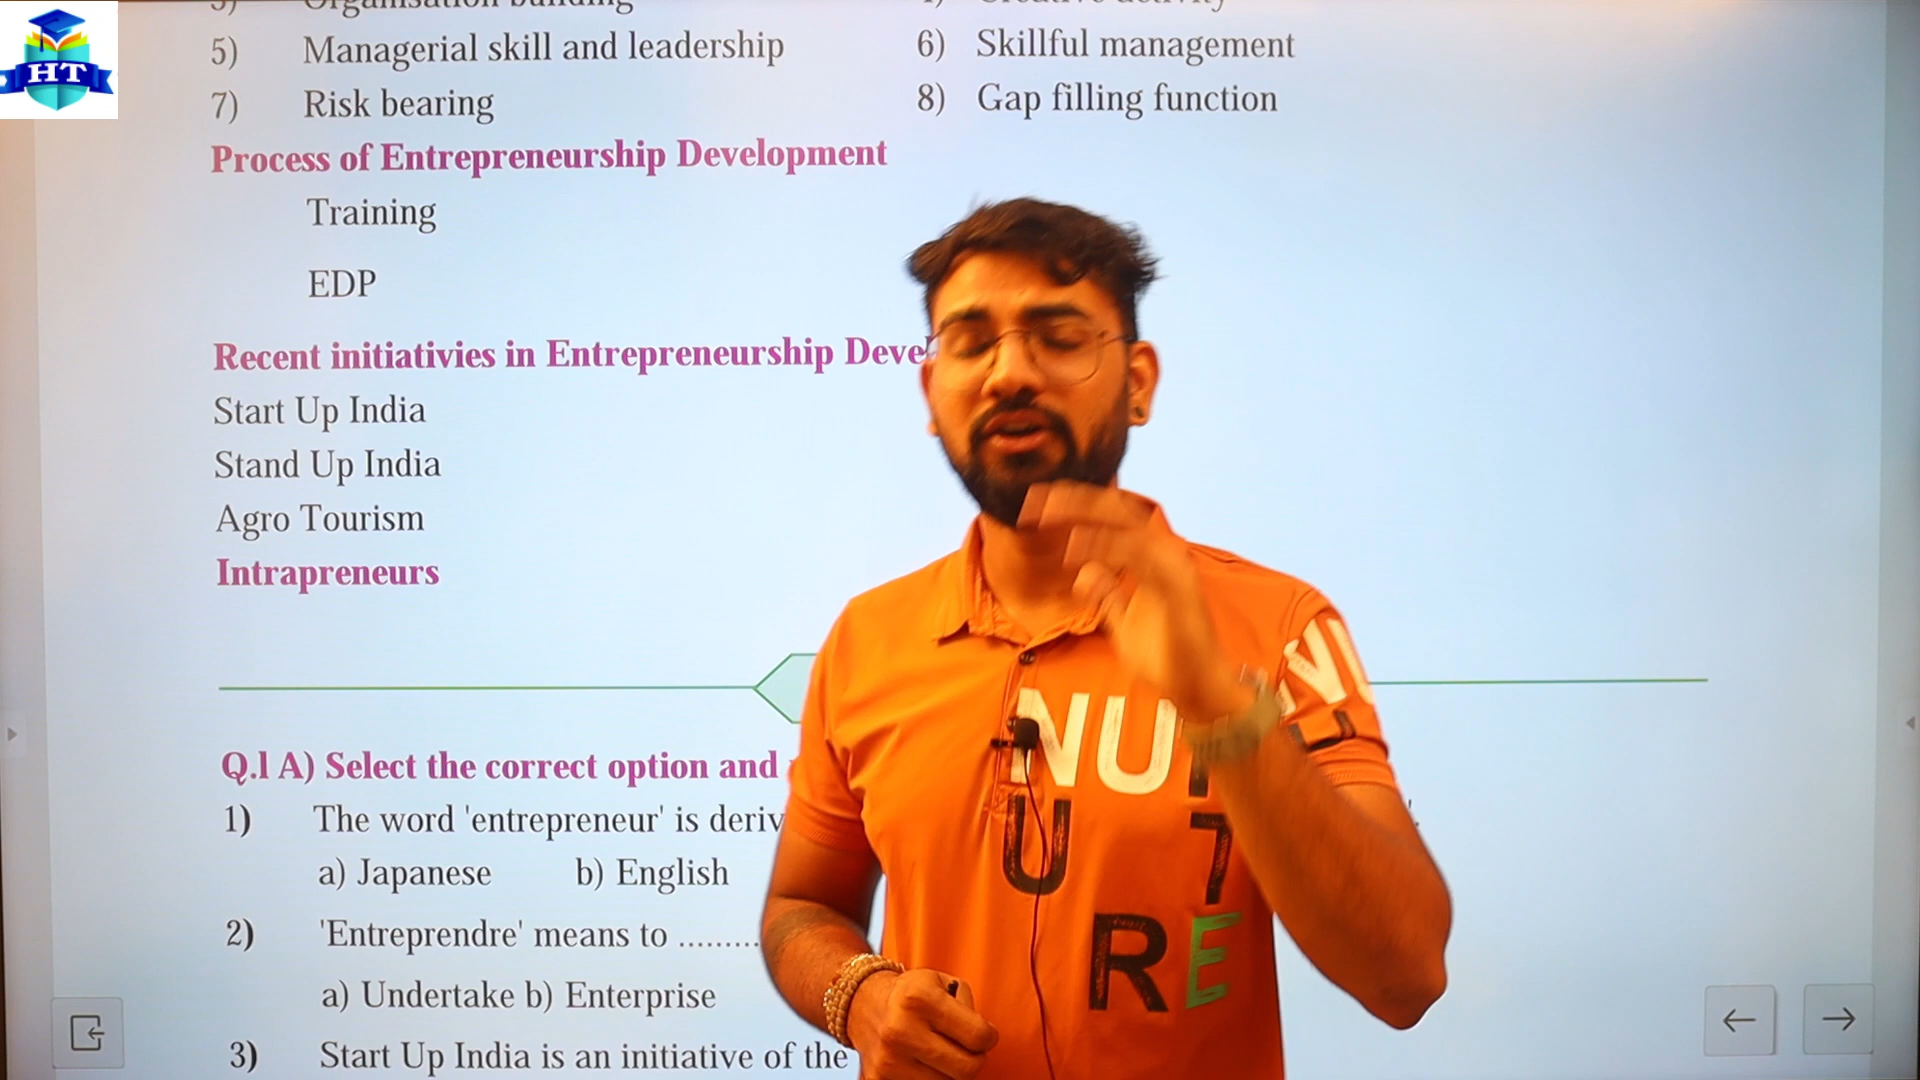 HT
5) Managerial skill and leadership 6) Skillful management
7) Risk bearing 8) Gap filling function
Process of Entrepreneurship Development
Training
EDP
Recent initiativies in Entrepreneurship
Start Up India
Stand Up India
Agro Tourism
Intrapreneurs
Q.1 A) Select the correct option and
1) The word 'entrepreneur' is
a) Japanese b) English
2) 'Entreprendre' means to .........
a) Undertake b) Enterprise
3) Start Up India is an initiative of the
NU
U
R E